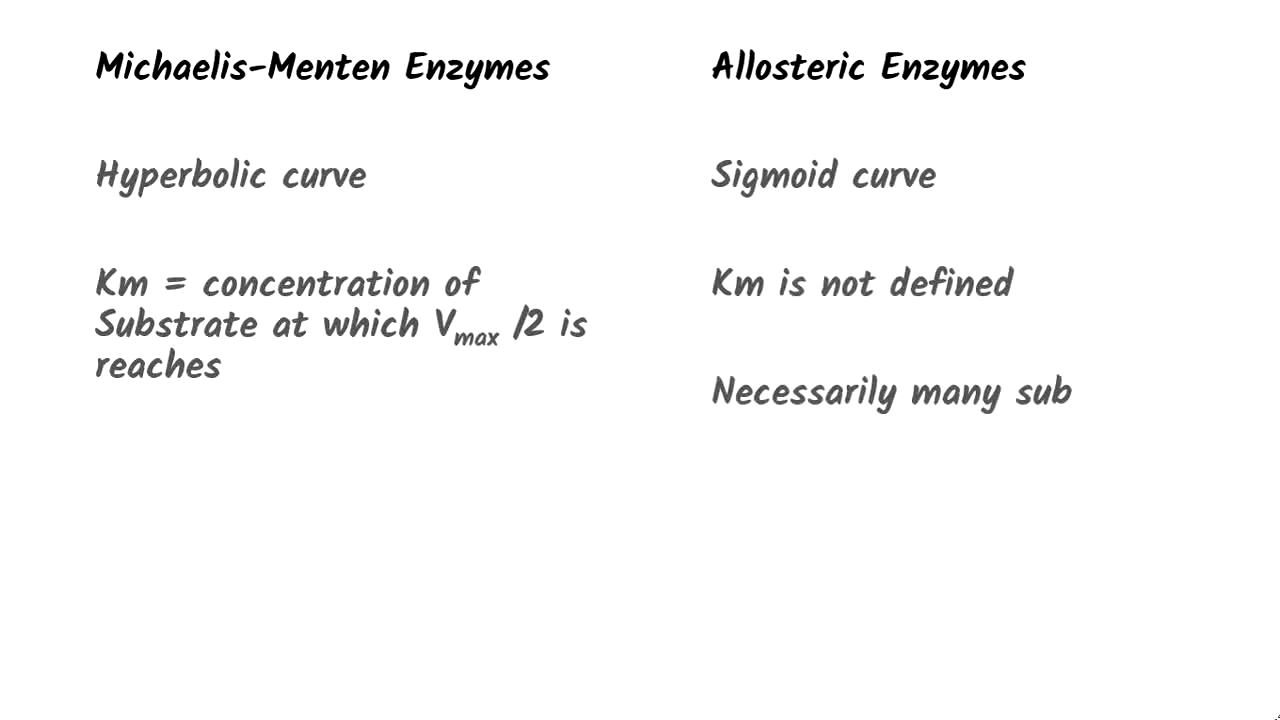 Michaelis-Menten Enzymes
Hyperbolic curve
Km = concentration of
Substrate at which Vmax /2 is
reaches
Allosteric Enzymes
Sigmoid curve
Km is not defined
Necessarily many sub